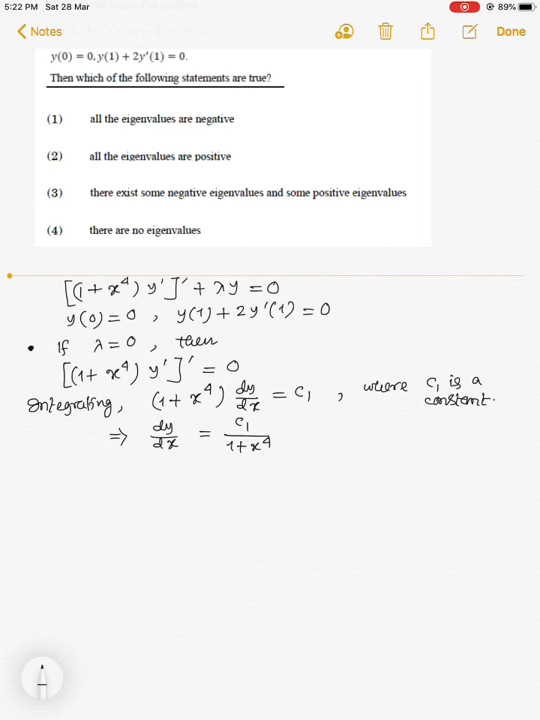 5:22 PM Sat 28 Mar
89%
Notes
Done
y(0) = 0, y(1) + 2y′(1) = 0.
Then which of the following statements are true?
(1) all the eigenvalues are negative
(2) all the eigenvalues are positive
(3) there exist some negative eigenvalues and some positive eigenvalues
(4) there are no eigenvalues
[(1 + x⁴) y′]′ + λy = 0
y(0) = 0 , y(1) + 2y′(1) = 0
• If λ = 0 , then
[(1 + x⁴) y′]′ = 0
Integrating, (1 + x⁴) dy/dx = c₁ , where c₁ is a constant.
⇒ dy/dx = c₁/(1 + x⁴)